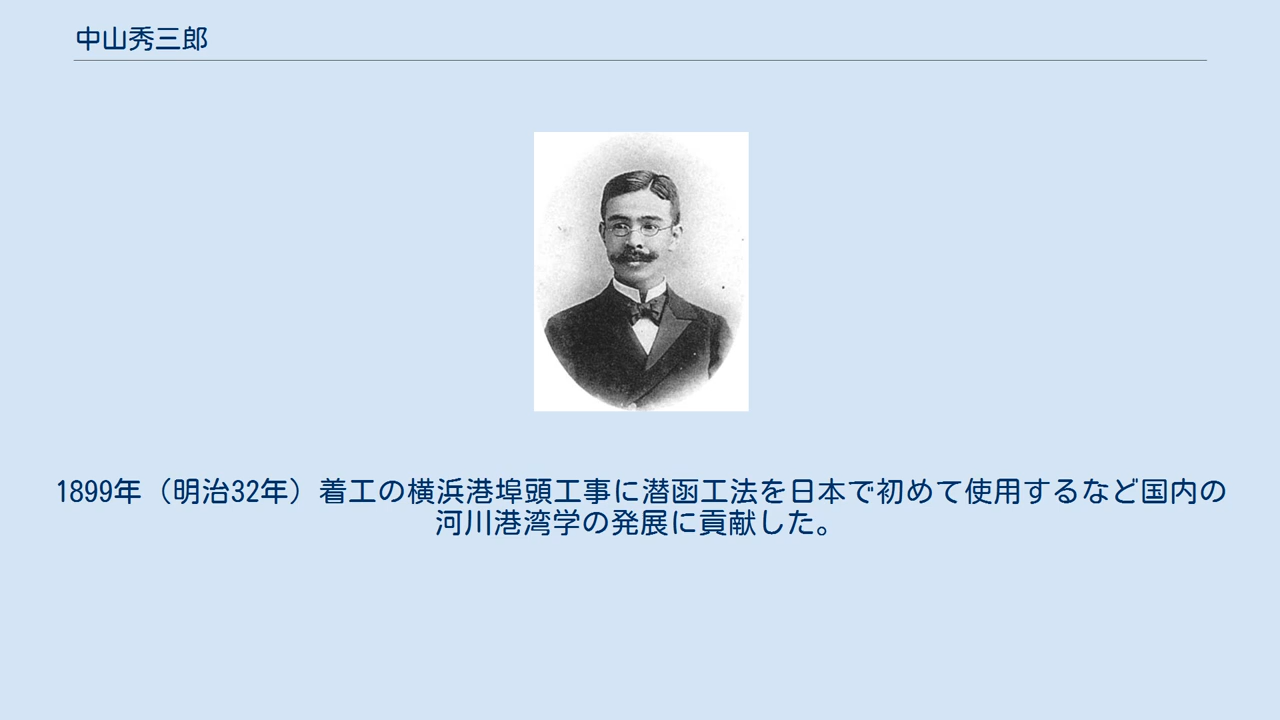 中山秀三郎
1899年（明治32年）着工の横浜港埠頭工事に潜函工法を日本で初めて使用するなど国内の
河川港湾学の発展に貢献した。